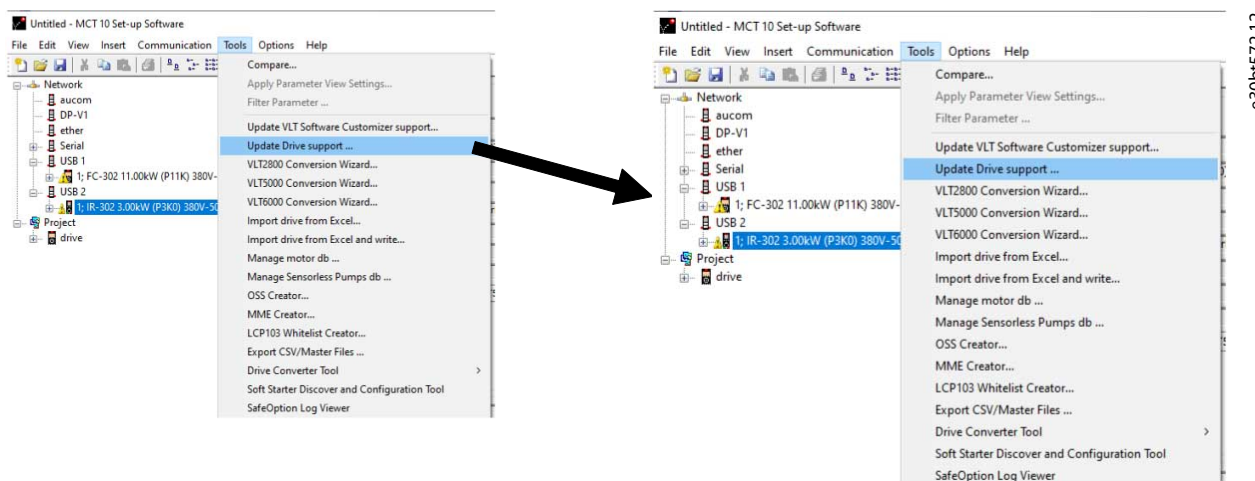 Untitled - MCT 10 Set-up Software
File Edit View Insert Communication Tools Options Help
Network
aucom
DP-V1
ether
Serial
USB 1
1; FC-302 11.00kW (P11K) 380V-
USB 2
1; IR-302 3.00kW (P3K0) 380V-50
Project
drive
Compare...
Apply Parameter View Settings...
Filter Parameter ...
Update VLT Software Customizer support...
Update Drive support ...
VLT2800 Conversion Wizard...
VLT5000 Conversion Wizard...
VLT6000 Conversion Wizard...
Import drive from Excel...
Import drive from Excel and write...
Manage motor db ...
Manage Sensorless Pumps db ...
OSS Creator...
MME Creator...
LCP103 Whitelist Creator...
Export CSV/Master Files ...
Drive Converter Tool
Soft Starter Discover and Configuration Tool
SafeOption Log Viewer
Untitled - MCT 10 Set-up Software
File Edit View Insert Communication Tools Options Help
Network
aucom
DP-V1
ether
Serial
USB 1
1; FC-302 11.00kW (P11K) 380V-
USB 2
1; IR-302 3.00kW (P3K0) 380V-50
Project
drive
Compare...
Apply Parameter View Settings...
Filter Parameter ...
Update VLT Software Customizer support...
Update Drive support ...
VLT2800 Conversion Wizard...
VLT5000 Conversion Wizard...
VLT6000 Conversion Wizard...
Import drive from Excel...
Import drive from Excel and write...
Manage motor db ...
Manage Sensorless Pumps db ...
OSS Creator...
MME Creator...
LCP103 Whitelist Creator...
Export CSV/Master Files ...
Drive Converter Tool
Soft Starter Discover and Configuration Tool
SafeOption Log Viewer